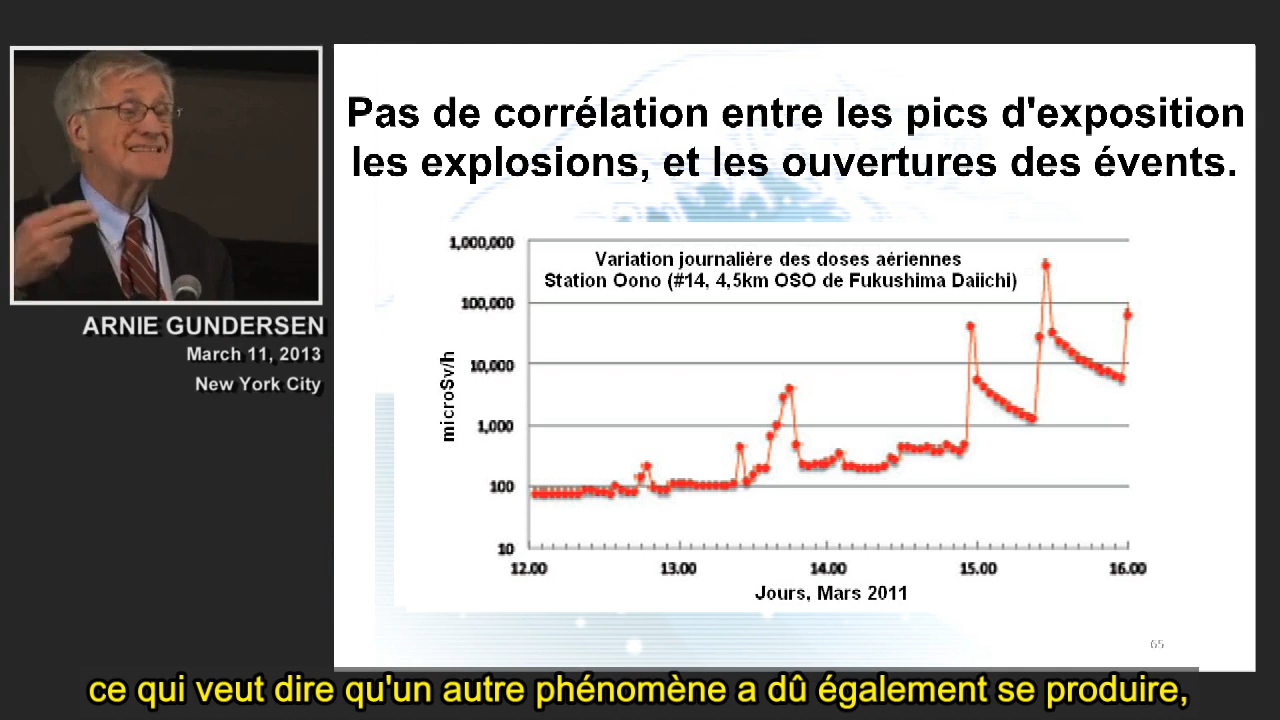 Pas de corrélation entre les pics d'exposition
les explosions, et les ouvertures des évents.
Variation journaliére des doses aériennes
Station Oono (#14, 4,5km OSO de Fukushima Daiichi)
1,000,000
100,000
10,000
1,000
100
10
microSv/h
12.00 13.00 14.00 15.00 16.00
Jours, Mars 2011
65
ARNIE GUNDERSEN
March 11, 2013
New York City
ce qui veut dire qu'un autre phénomène a dû également se produire,